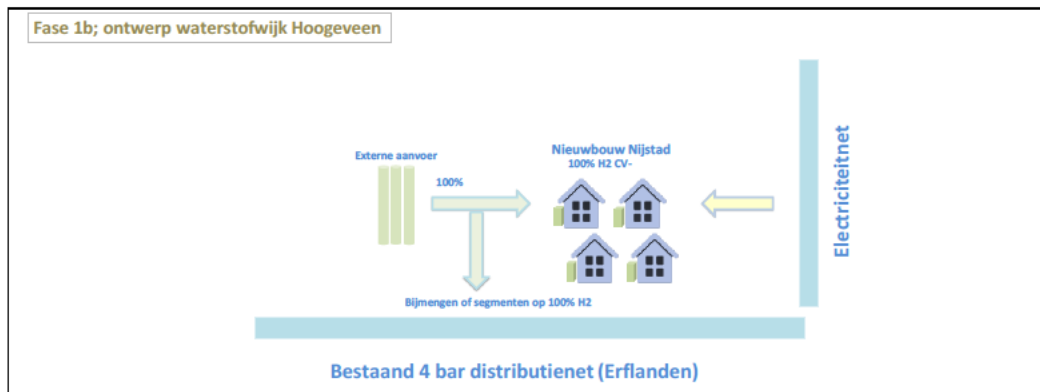 Fase 1b; ontwerp waterstofwijk Hoogeveen
Externe aanvoer
100%
Nieuwbouw Nijstad
100% H2 CV-
Electriciteitnet
Bijmengen of segmenten op 100% H2
Bestaand 4 bar distributienet (Erflanden)